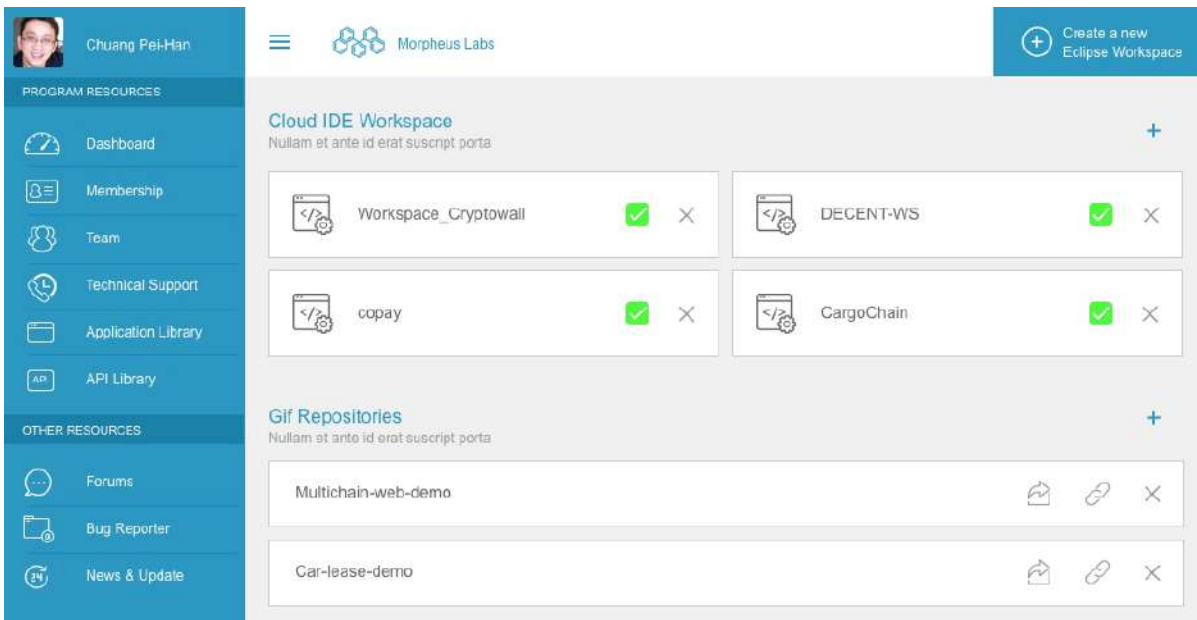 Chuang Pei-Han
PROGRAM RESOURCES
Dashboard
Membership
Team
Technical Support
Application Library
API
API Library
OTHER RESOURCES
Forums
Bug Reporter
24
News & Update
Morpheus Labs
Create a new
Eclipse Workspace
Cloud IDE Workspace
Nullam et ante id erat suscript porta
</>
Workspace_Cryptowall
</>
DECENT-WS
</>
copay
</>
CargoChain
Gif Repositories
Nullam et ante id erat suscript porta
Multichain-web-demo
Car-lease-demo